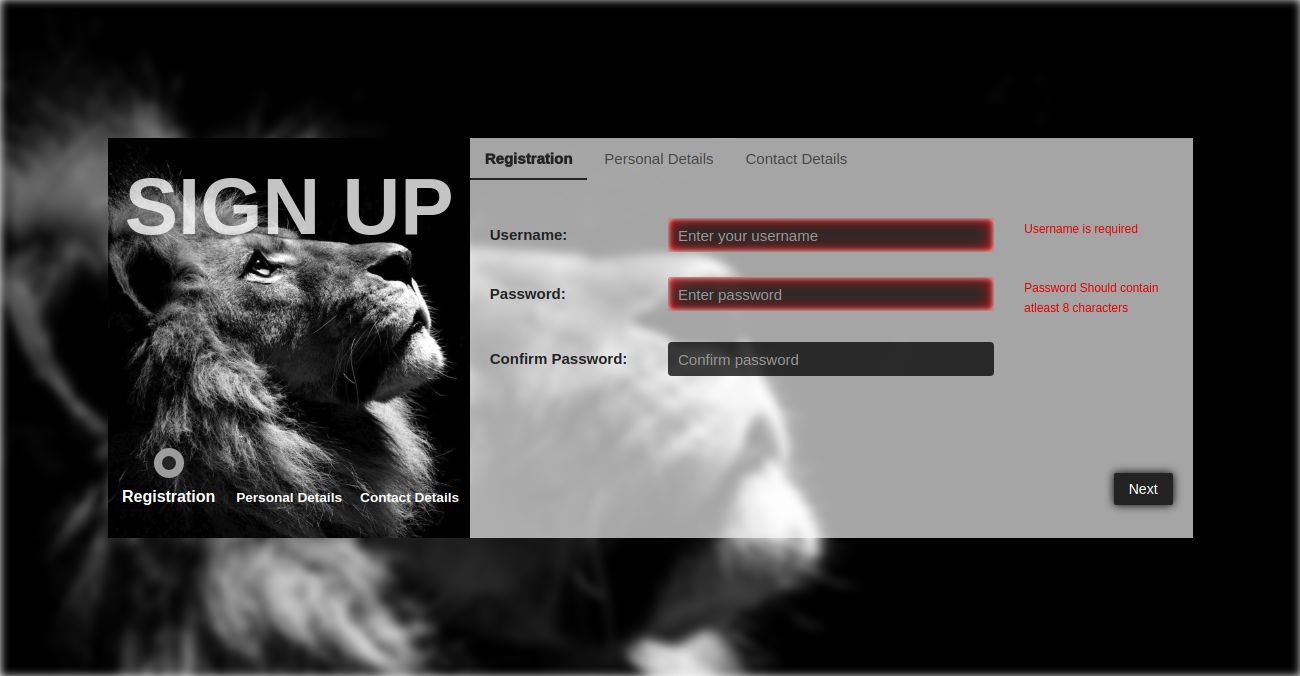 SIGN UP
Registration
Personal Details
Contact Details
Registration
Personal Details
Contact Details
Username:
Enter your username
Username is required
Password:
Enter password
Password Should contain
atleast 8 characters
Confirm Password:
Confirm password
Next